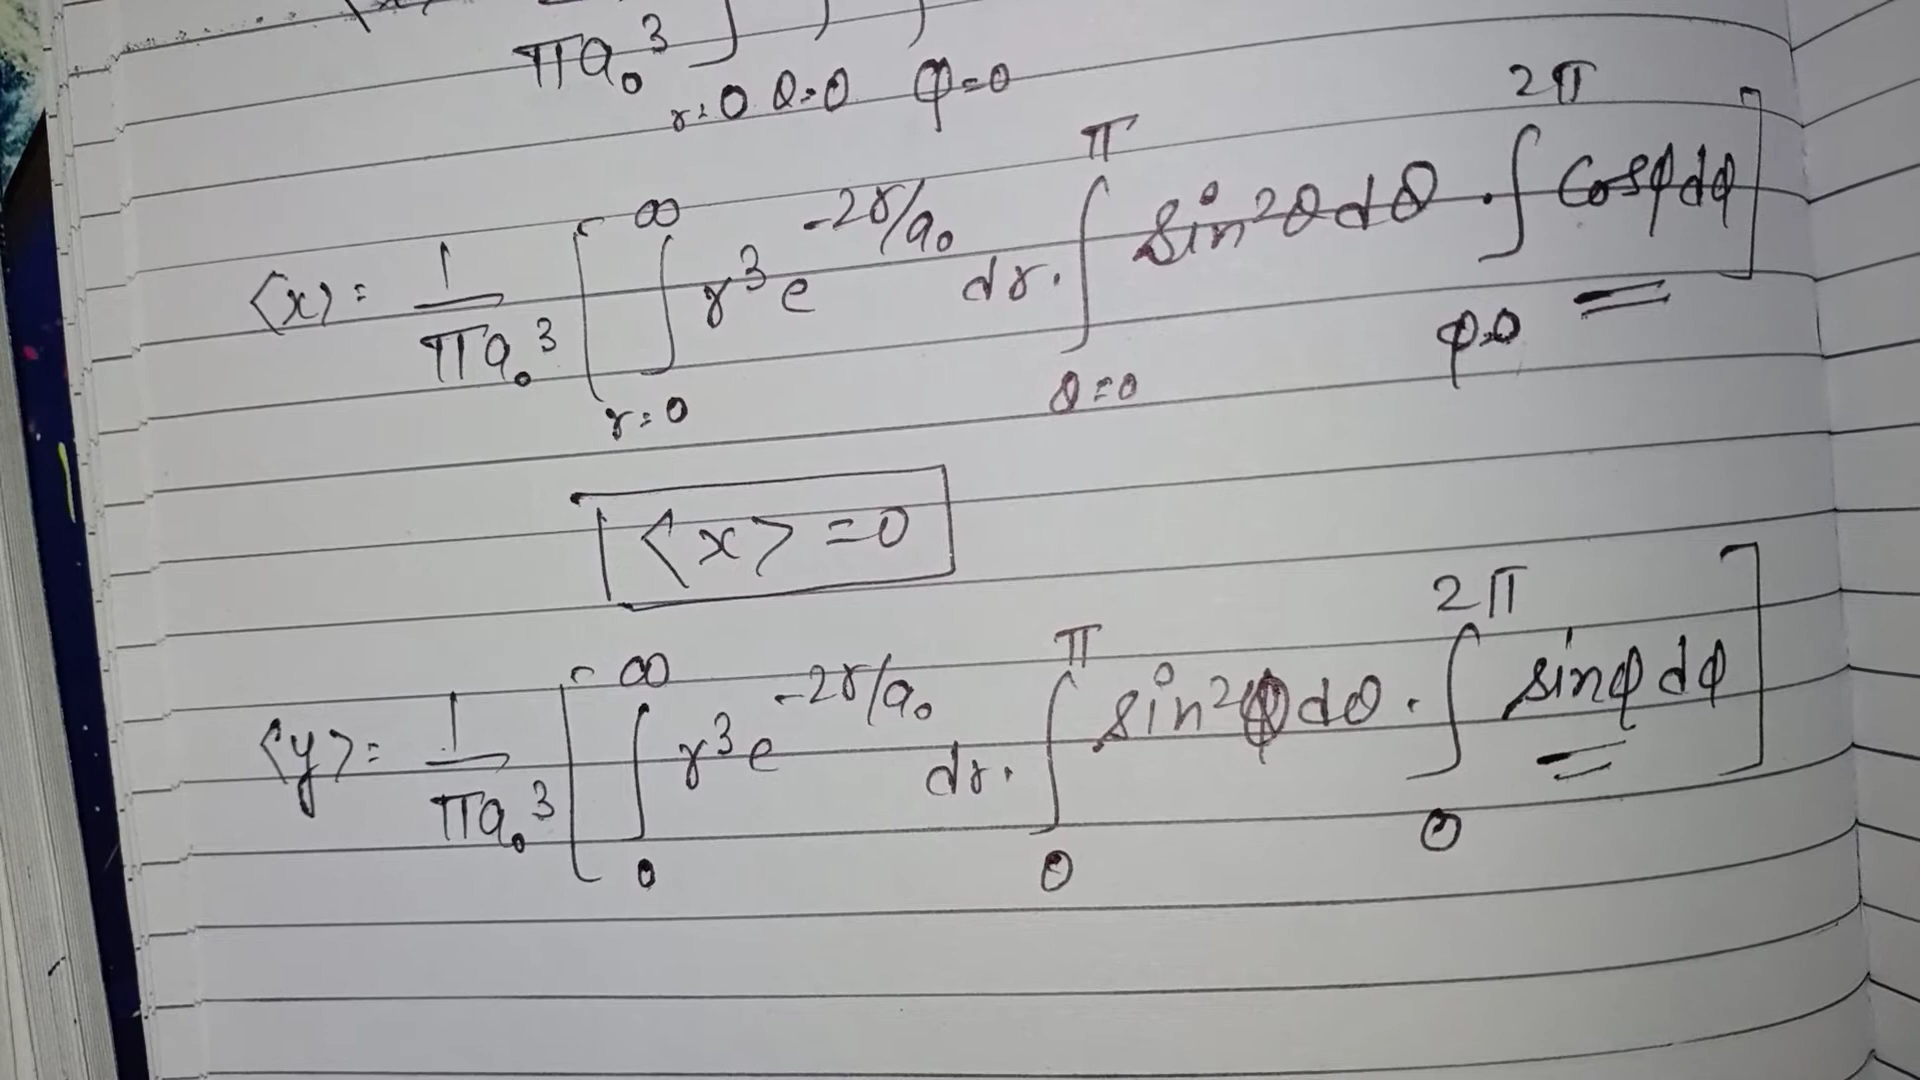 πa₀³ ∫ ∫ ∫
r=0 θ=0 φ=0
⟨x⟩ = 1/πa₀³ [ ∫_{r=0}^{∞} r³ e^{-2r/a₀} dr. ∫_{θ=0}^{π} sin²θ dθ . ∫_{φ=0}^{2π} Cosφ dφ ]
⟨x⟩ = 0
⟨y⟩ = 1/πa₀³ [ ∫_{0}^{∞} r³ e^{-2r/a₀} dr. ∫_{0}^{π} sin²θ dθ . ∫_{0}^{2π} sinφ dφ ]